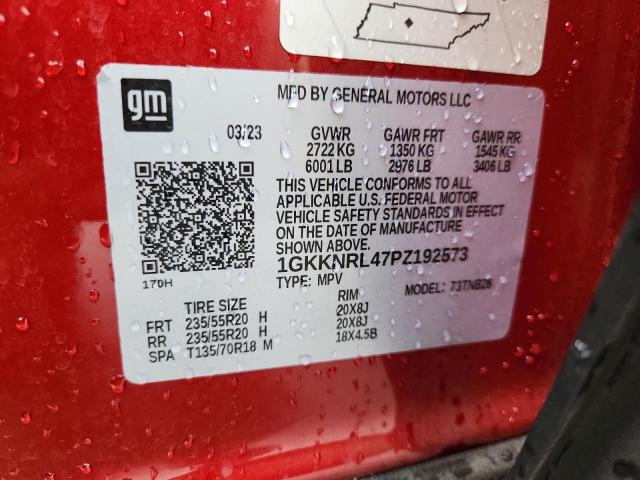 gm
MFD BY GENERAL MOTORS LLC
03/23 GVWR GAWR FRT GAWR RR
2722 KG 1350 KG 1545 KG
6001 LB 2976 LB 3406 LB
THIS VEHICLE CONFORMS TO ALL
APPLICABLE U.S. FEDERAL MOTOR
VEHICLE SAFETY STANDARDS IN EFFECT
ON THE DATE OF MANUFACTURE
SHOWN ABOVE.
1GKKNRL47PZ192573
170H TYPE: MPV MODEL: 73TNB26
TIRE SIZE RIM
FRT 235/55R20 H 20X8J
RR 235/55R20 H 20X8J
SPA T135/70R18 M 18X4.5B